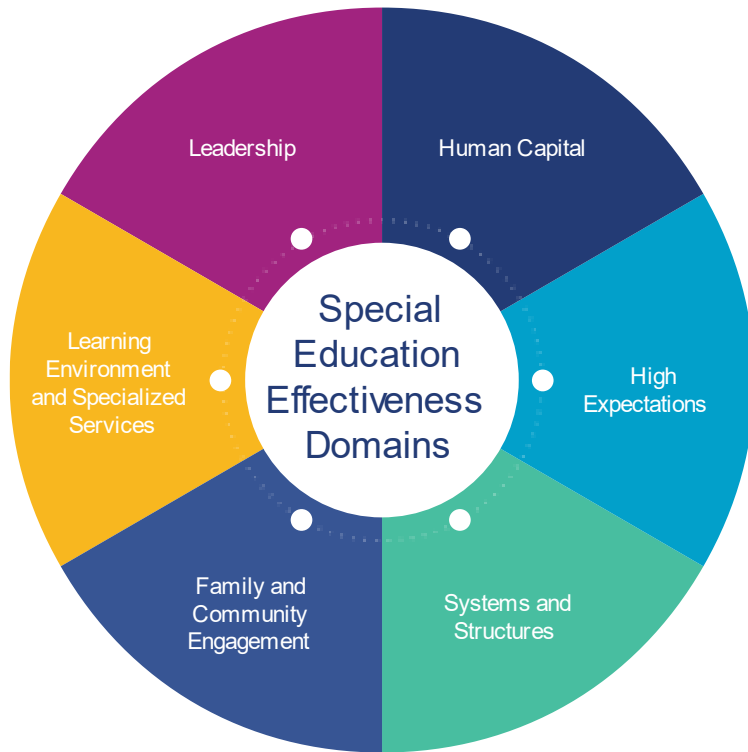 Leadership
Human Capital
Special
Education
Effectiveness
Domains
Learning
Environment
and Specialized
Services
High
Expectations
Family and
Community
Engagement
Systems and
Structures